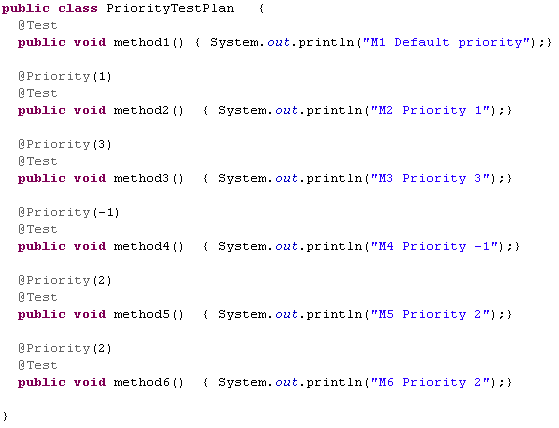 public class PriorityTestPlan   {
  @Test
  public void method1() { System.out.println("M1 Default priority");}

  @Priority(1)
  @Test
  public void method2()  { System.out.println("M2 Priority 1");}

  @Priority(3)
  @Test
  public void method3()  { System.out.println("M3 Priority 3");}

  @Priority(-1)
  @Test
  public void method4()  { System.out.println("M4 Priority -1");}

  @Priority(2)
  @Test
  public void method5()  { System.out.println("M5 Priority 2");}

  @Priority(2)
  @Test
  public void method6()  { System.out.println("M6 Priority 2");}

}